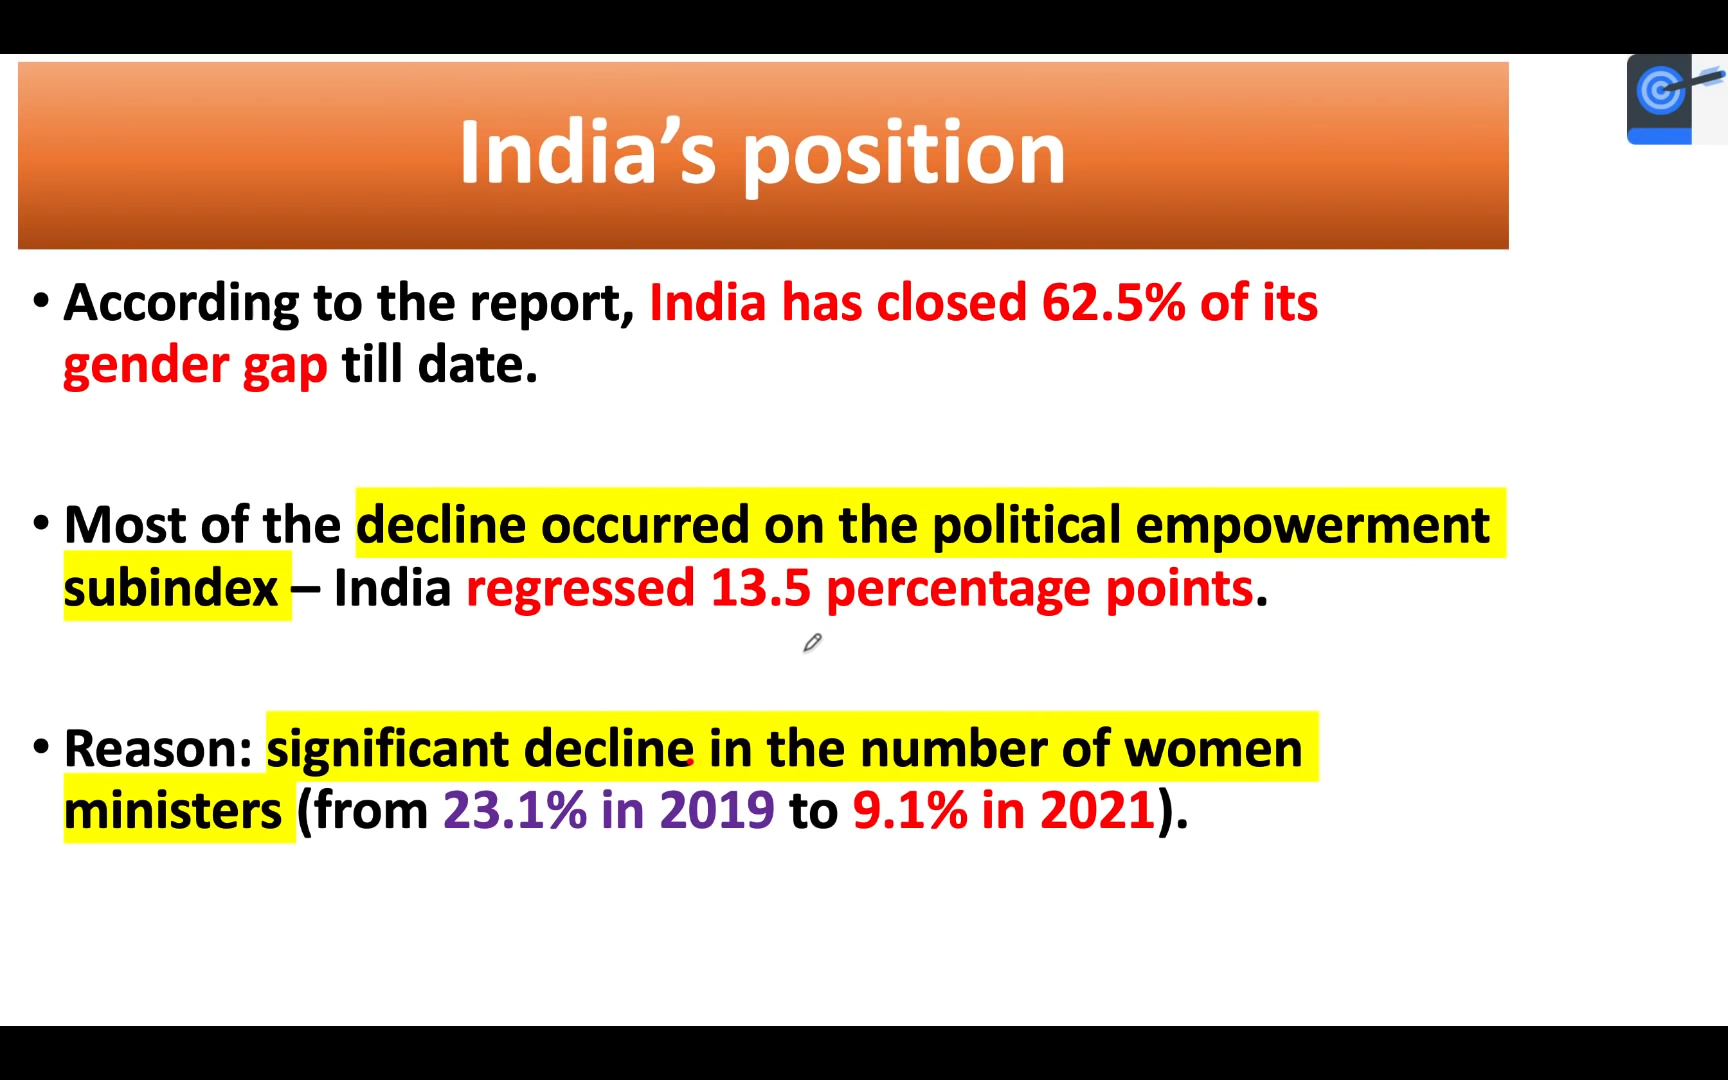 India’s position
• According to the report, India has closed 62.5% of its
gender gap till date.
• Most of the decline occurred on the political empowerment
subindex – India regressed 13.5 percentage points.
• Reason: significant decline in the number of women
ministers (from 23.1% in 2019 to 9.1% in 2021).